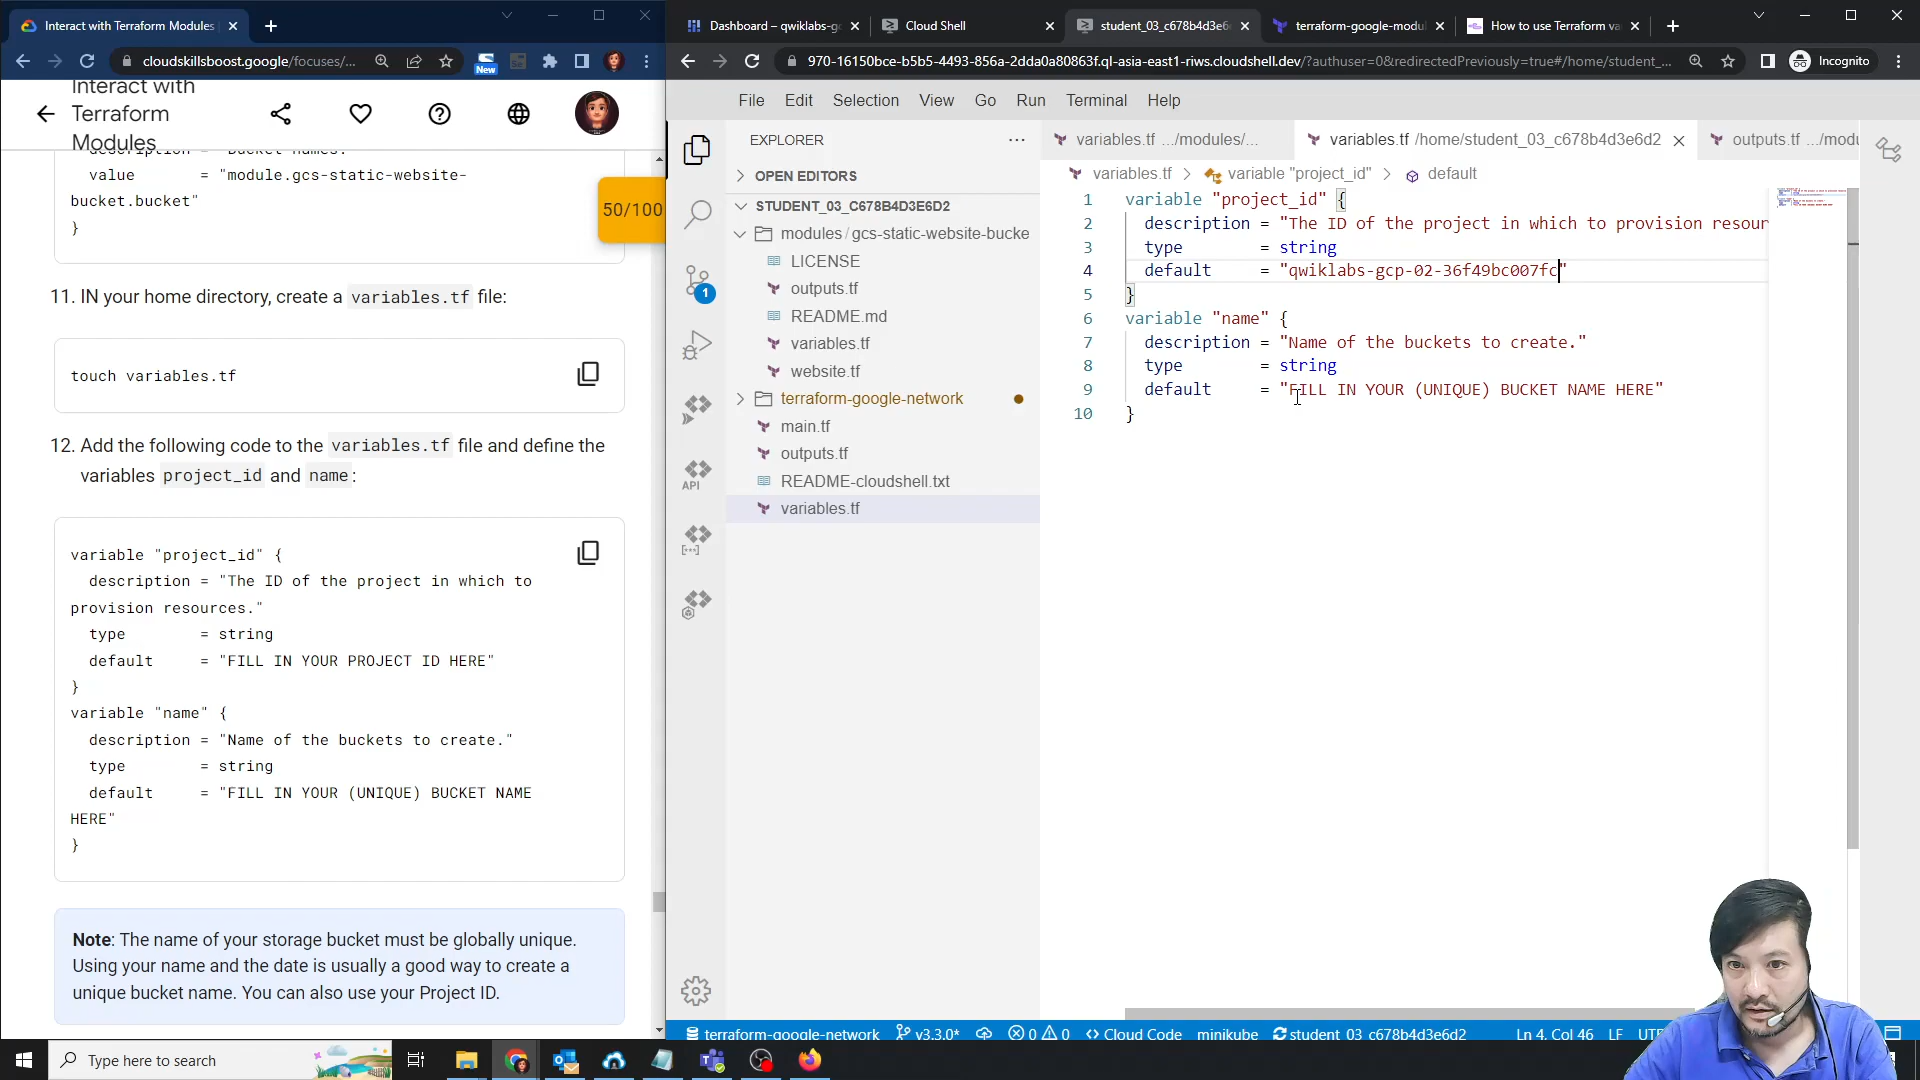 Interact with Terraform Modules
Dashboard – qwiklabs-g
Cloud Shell
student_03_c678b4d3e6
terraform-google-modu
How to use Terraform va
cloudskillsboost.google/focuses/...
New
970-16150bce-b5b5-4493-856a-2dda0a80863f.ql-asia-east1-riws.cloudshell.dev/?authuser=0&redirectedPreviously=true#/home/student_...
Incognito
Interact with
Terraform
Modules
description = "Bucket names."
value = "module.gcs-static-website-
bucket.bucket"
}
50/100
11. IN your home directory, create a variables.tf file:
touch variables.tf
12. Add the following code to the variables.tf file and define the
variables project_id and name:
variable "project_id" {
description = "The ID of the project in which to
provision resources."
type = string
default = "FILL IN YOUR PROJECT ID HERE"
}
variable "name" {
description = "Name of the buckets to create."
type = string
default = "FILL IN YOUR (UNIQUE) BUCKET NAME
HERE"
}
Note: The name of your storage bucket must be globally unique.
Using your name and the date is usually a good way to create a
unique bucket name. You can also use your Project ID.
File Edit Selection View Go Run Terminal Help
EXPLORER
OPEN EDITORS
STUDENT_03_C678B4D3E6D2
modules/gcs-static-website-bucke
LICENSE
outputs.tf
README.md
variables.tf
website.tf
terraform-google-network
main.tf
outputs.tf
README-cloudshell.txt
variables.tf
1
API
variables.tf .../modules/...
variables.tf /home/student_03_c678b4d3e6d2
outputs.tf .../modu
variables.tf > variable "project_id" > default
1 variable "project_id" {
2 description = "The ID of the project in which to provision resour
3 type = string
4 default = "qwiklabs-gcp-02-36f49bc007fc"
5 }
6 variable "name" {
7 description = "Name of the buckets to create."
8 type = string
9 default = "FILL IN YOUR (UNIQUE) BUCKET NAME HERE"
10 }
terraform-google-network v3.3.0* 0 0 <> Cloud Code minikube student_03_c678b4d3e6d2 Ln 4, Col 46 LF
Type here to search